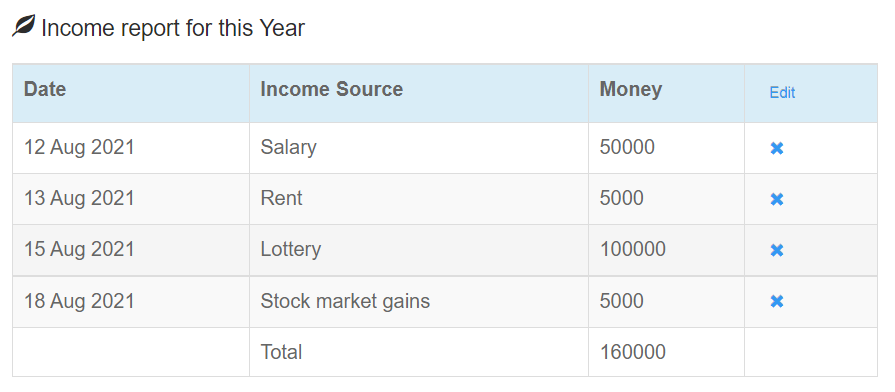 Income report for this Year
Date Income Source Money Edit
12 Aug 2021 Salary 50000
13 Aug 2021 Rent 5000
15 Aug 2021 Lottery 100000
18 Aug 2021 Stock market gains 5000
Total 160000